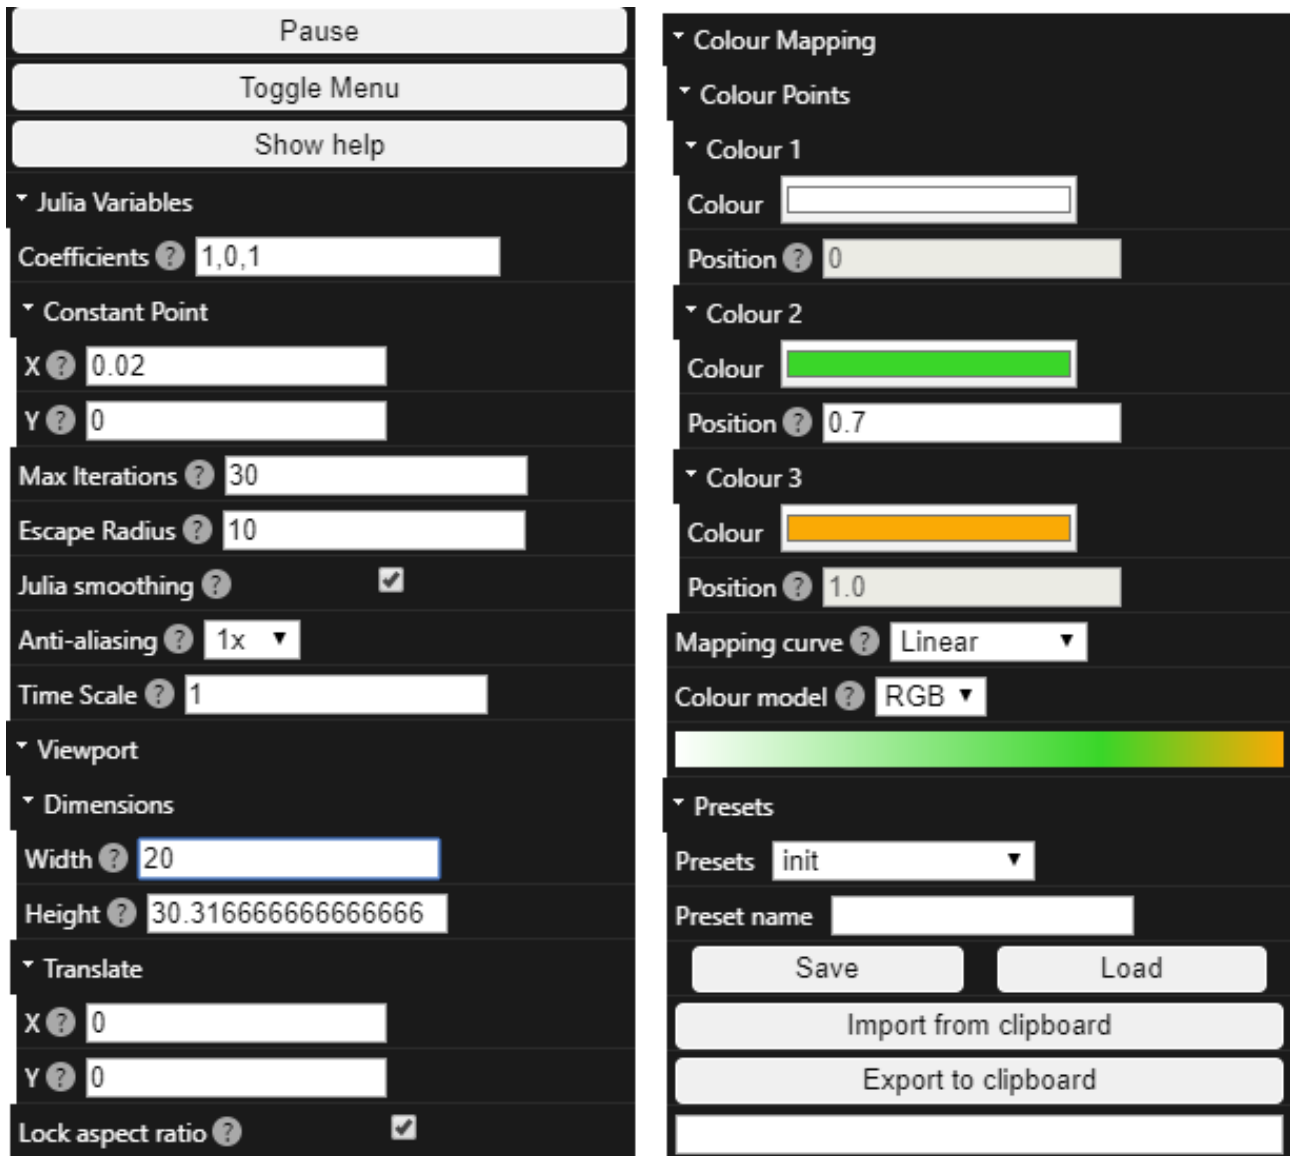 Pause
Toggle Menu
Show help
Julia Variables
Coefficients ? 1,0,1
Constant Point
X ? 0.02
Y ? 0
Max Iterations ? 30
Escape Radius ? 10
Julia smoothing ?
Anti-aliasing ? 1x
Time Scale ? 1
Viewport
Dimensions
Width ? 20
Height ? 30.316666666666666
Translate
X ? 0
Y ? 0
Lock aspect ratio ?
Colour Mapping
Colour Points
Colour 1
Colour
Position ? 0
Colour 2
Colour
Position ? 0.7
Colour 3
Colour
Position ? 1.0
Mapping curve ? Linear
Colour model ? RGB
Presets
Presets init
Preset name
Save Load
Import from clipboard
Export to clipboard